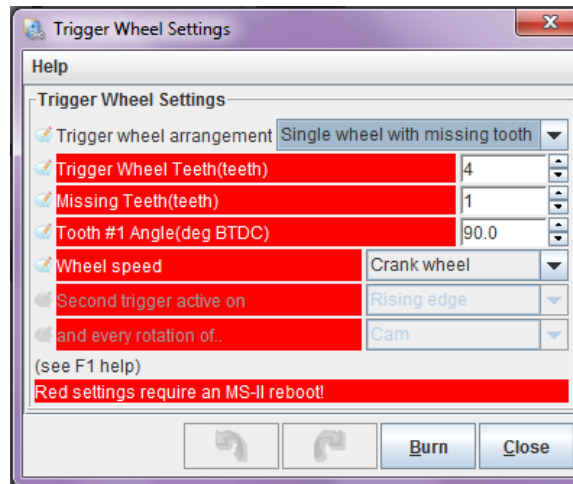 Trigger Wheel Settings
Help
Trigger Wheel Settings
Trigger wheel arrangement Single wheel with missing tooth
Trigger Wheel Teeth(teeth) 4
Missing Teeth(teeth) 1
Tooth #1 Angle(deg BTDC) 90.0
Wheel speed Crank wheel
Second trigger active on Rising edge
and every rotation of.. Cam
(see F1 help)
Red settings require an MS-II reboot!
Burn Close